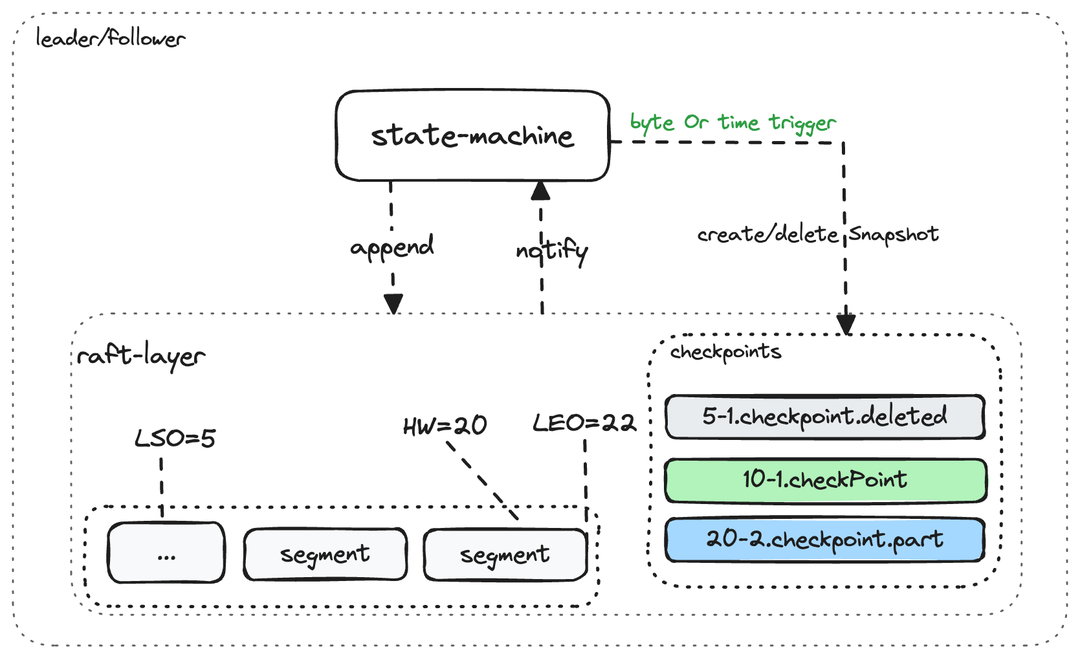 leader/follower
state-machine
byte Or time trigger
append
notify
create/delete Snapshot
raft-layer
checkpoints
LSO=5
HW=20
LEO=22
5-1.checkpoint.deleted
10-1.checkPoint
20-2.checkpoint.part
...
segment
segment